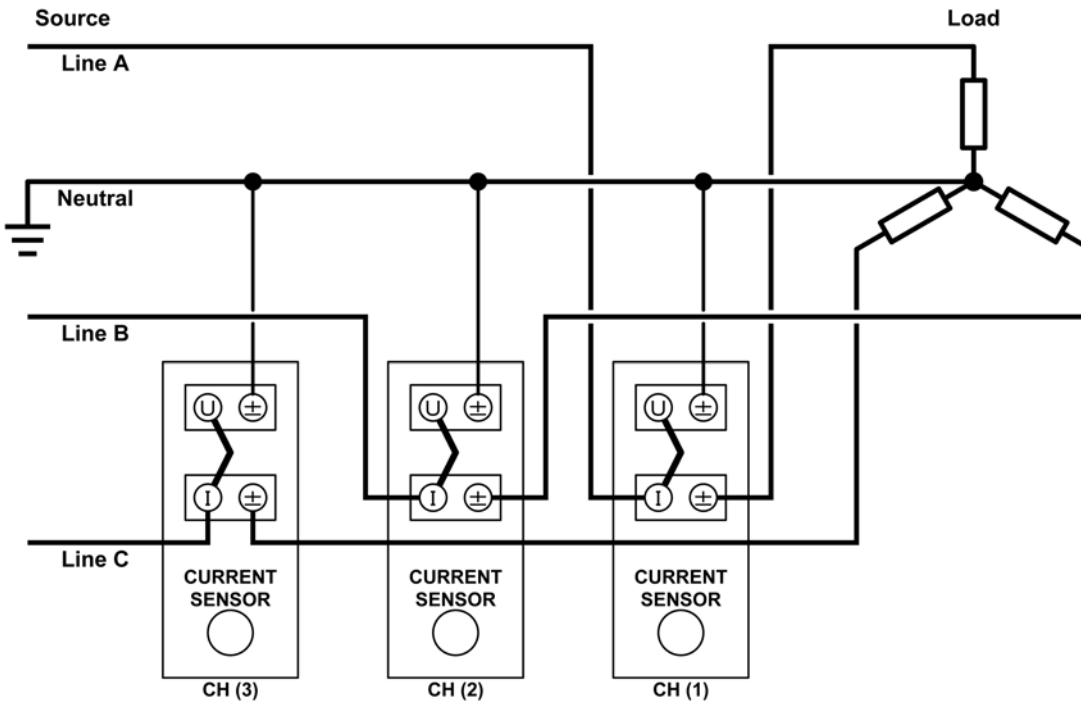 Source
Load
Line A
Neutral
Line B
U ±
U ±
U ±
I ±
I ±
I ±
Line C
CURRENT
SENSOR
CURRENT
SENSOR
CURRENT
SENSOR
CH (3)
CH (2)
CH (1)